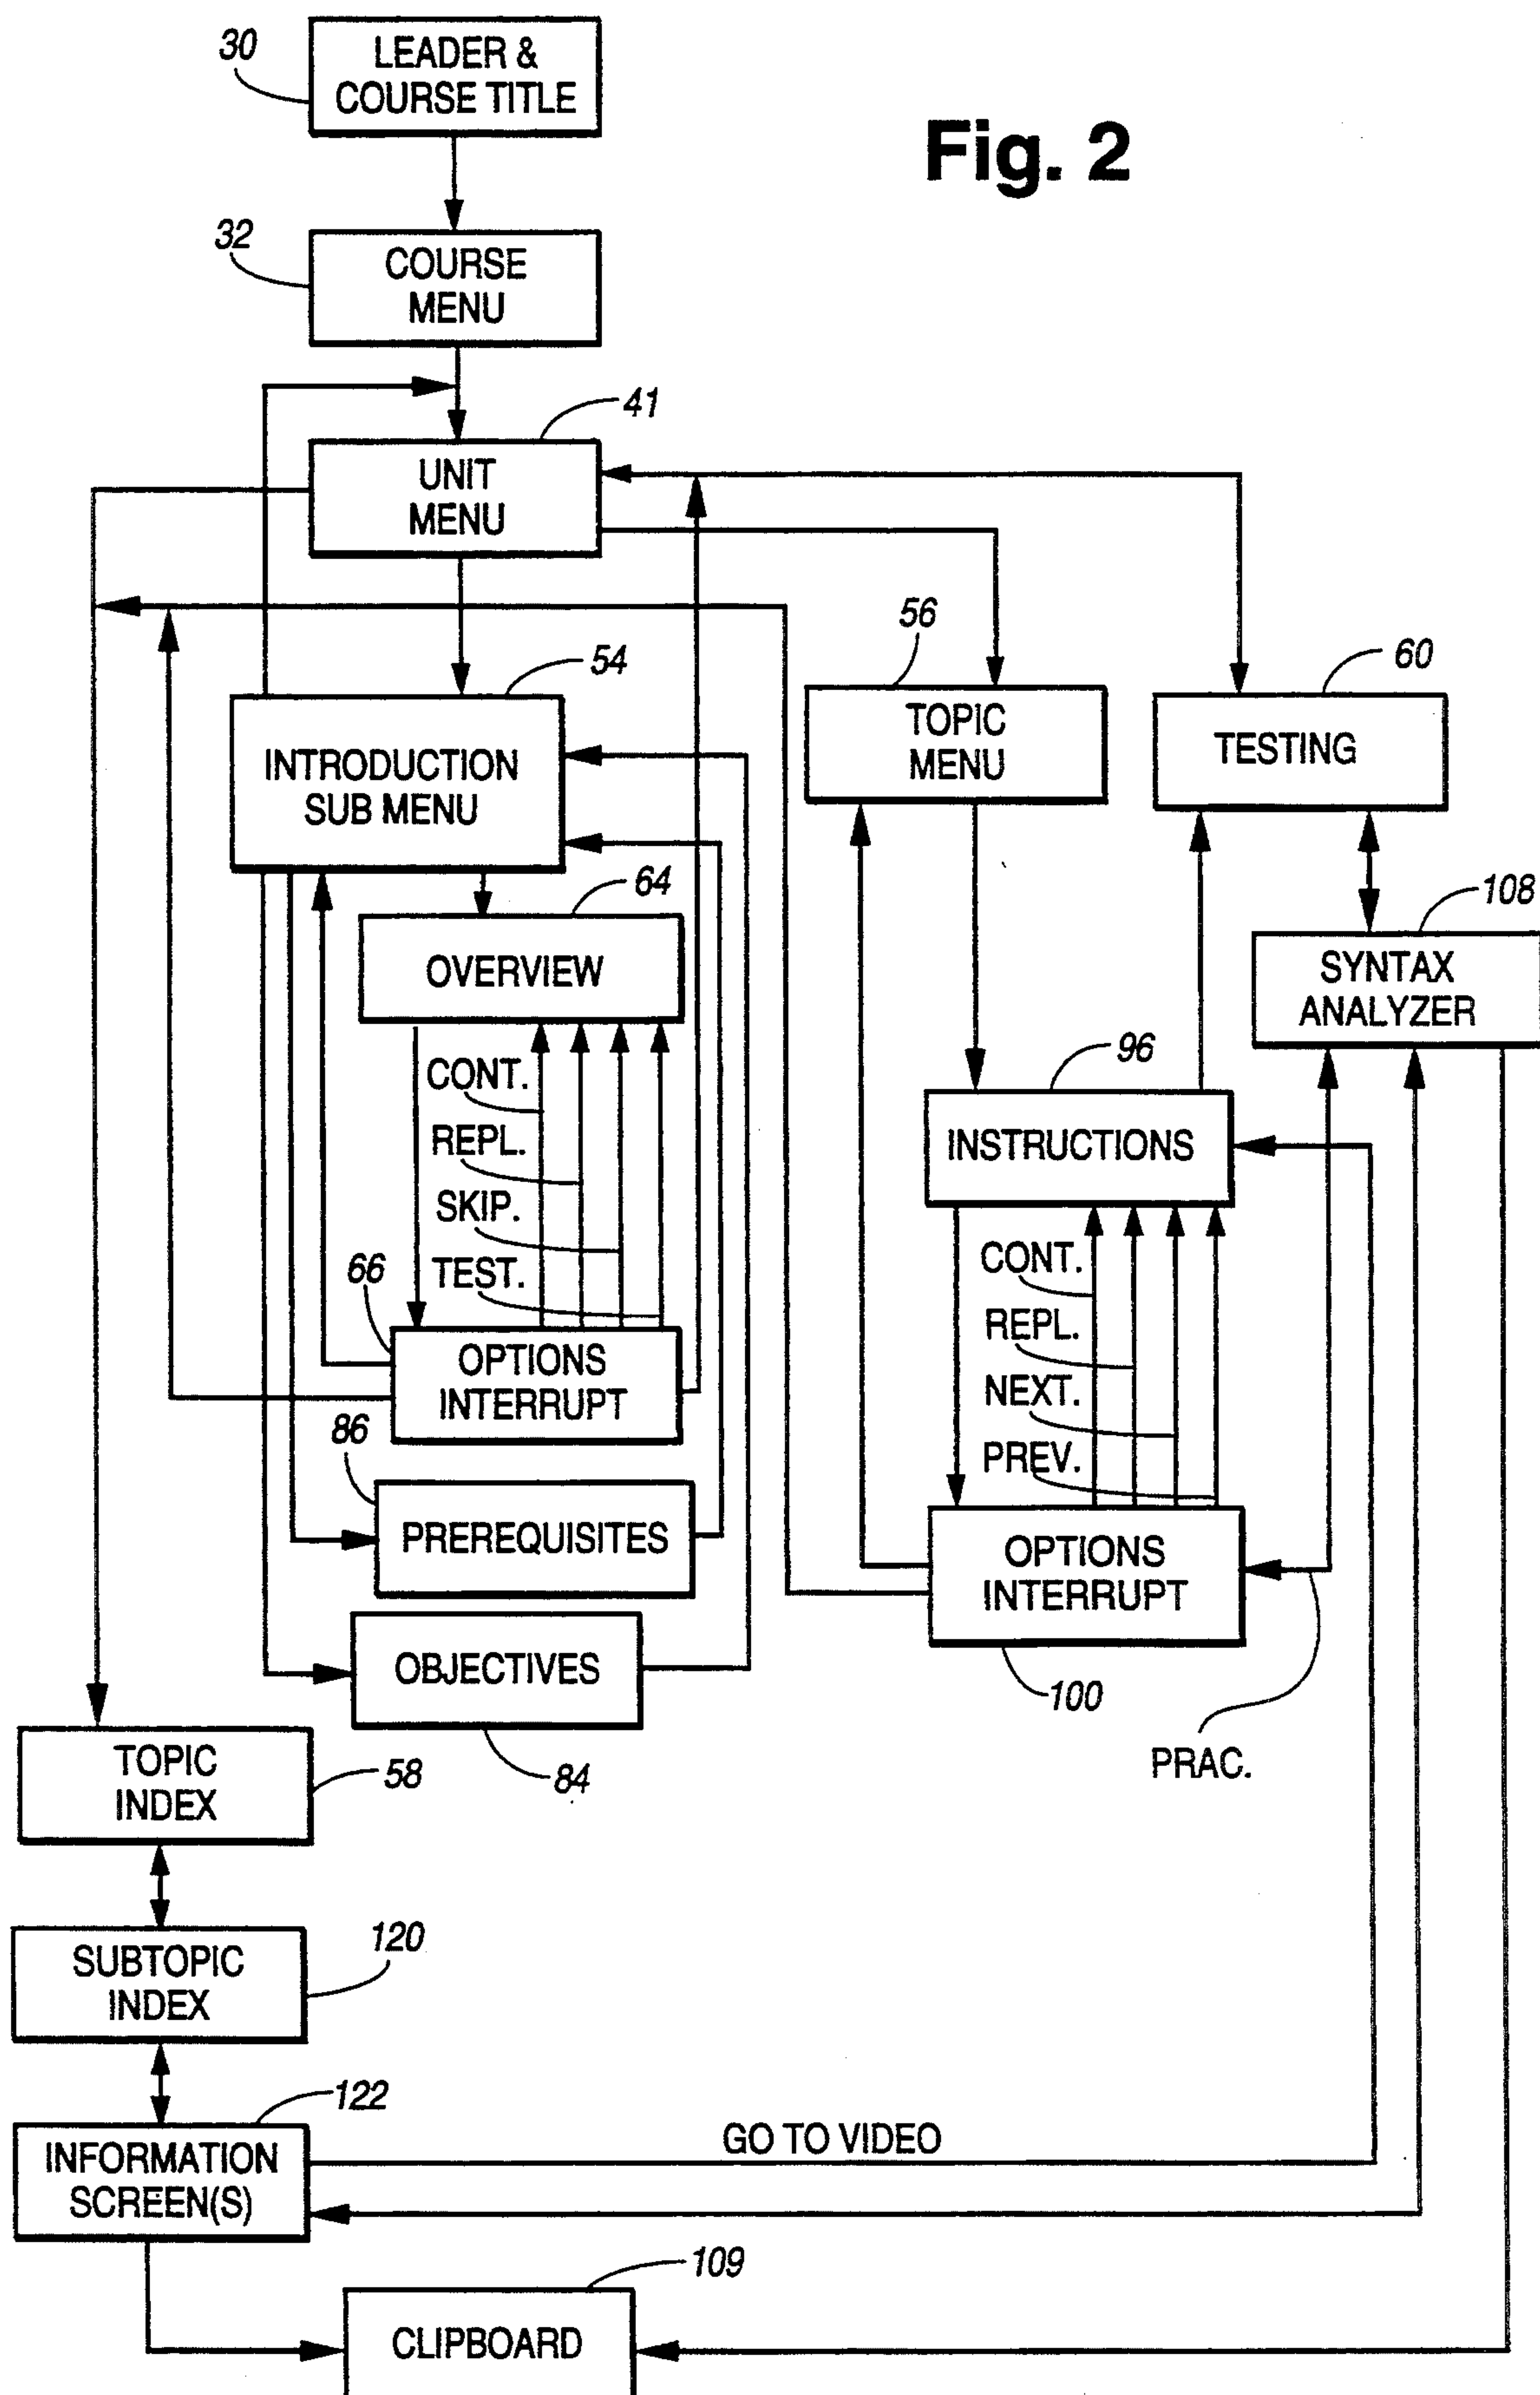 30
LEADER &
COURSE TITLE
Fig. 2
32
COURSE
MENU
41
UNIT
MENU
54
INTRODUCTION
SUB MENU
56
TOPIC
MENU
60
TESTING
64
OVERVIEW
108
SYNTAX
ANALYZER
CONT.
REPL.
SKIP.
TEST.
96
INSTRUCTIONS
66
OPTIONS
INTERRUPT
CONT.
REPL.
NEXT.
PREV.
86
PREREQUISITES
OPTIONS
INTERRUPT
100
PRAC.
OBJECTIVES
84
TOPIC
INDEX
58
SUBTOPIC
INDEX
120
122
INFORMATION
SCREEN(S)
GO TO VIDEO
109
CLIPBOARD